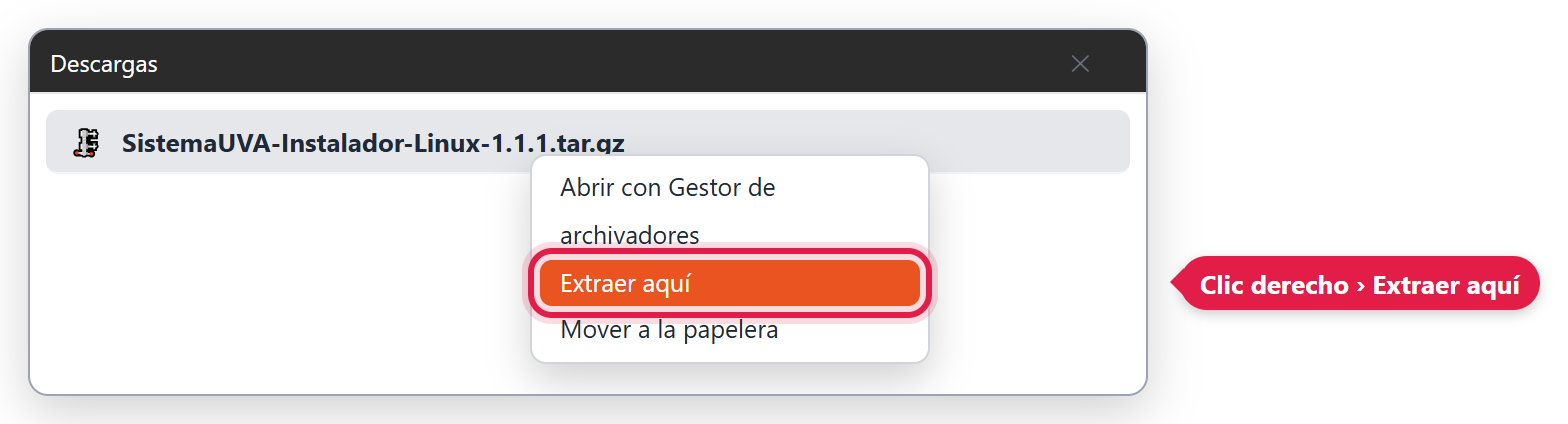 Descargas
SistemaUVA-Instalador-Linux-1.1.1.tar.gz
Abrir con Gestor de
archivadores
Extraer aquí
Clic derecho › Extraer aquí
Mover a la papelera